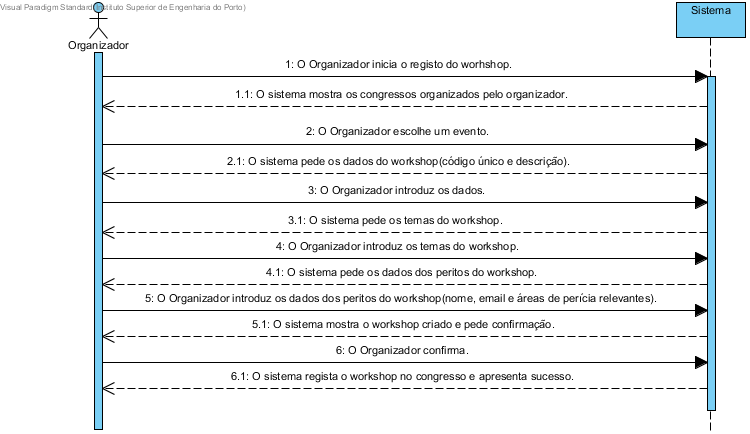 Visual Paradigm Standard(Instituto Superior de Engenharia do Porto)
Sistema
Organizador
1: O Organizador inicia o registo do worhshop.
1.1: O sistema mostra os congressos organizados pelo organizador.
2: O Organizador escolhe um evento.
2.1: O sistema pede os dados do workshop(código único e descrição).
3: O Organizador introduz os dados.
3.1: O sistema pede os temas do workshop.
4: O Organizador introduz os temas do workshop.
4.1: O sistema pede os dados dos peritos do workshop.
5: O Organizador introduz os dados dos peritos do workshop(nome, email e áreas de perícia relevantes).
5.1: O sistema mostra o workshop criado e pede confirmação.
6: O Organizador confirma.
6.1: O sistema regista o workshop no congresso e apresenta sucesso.